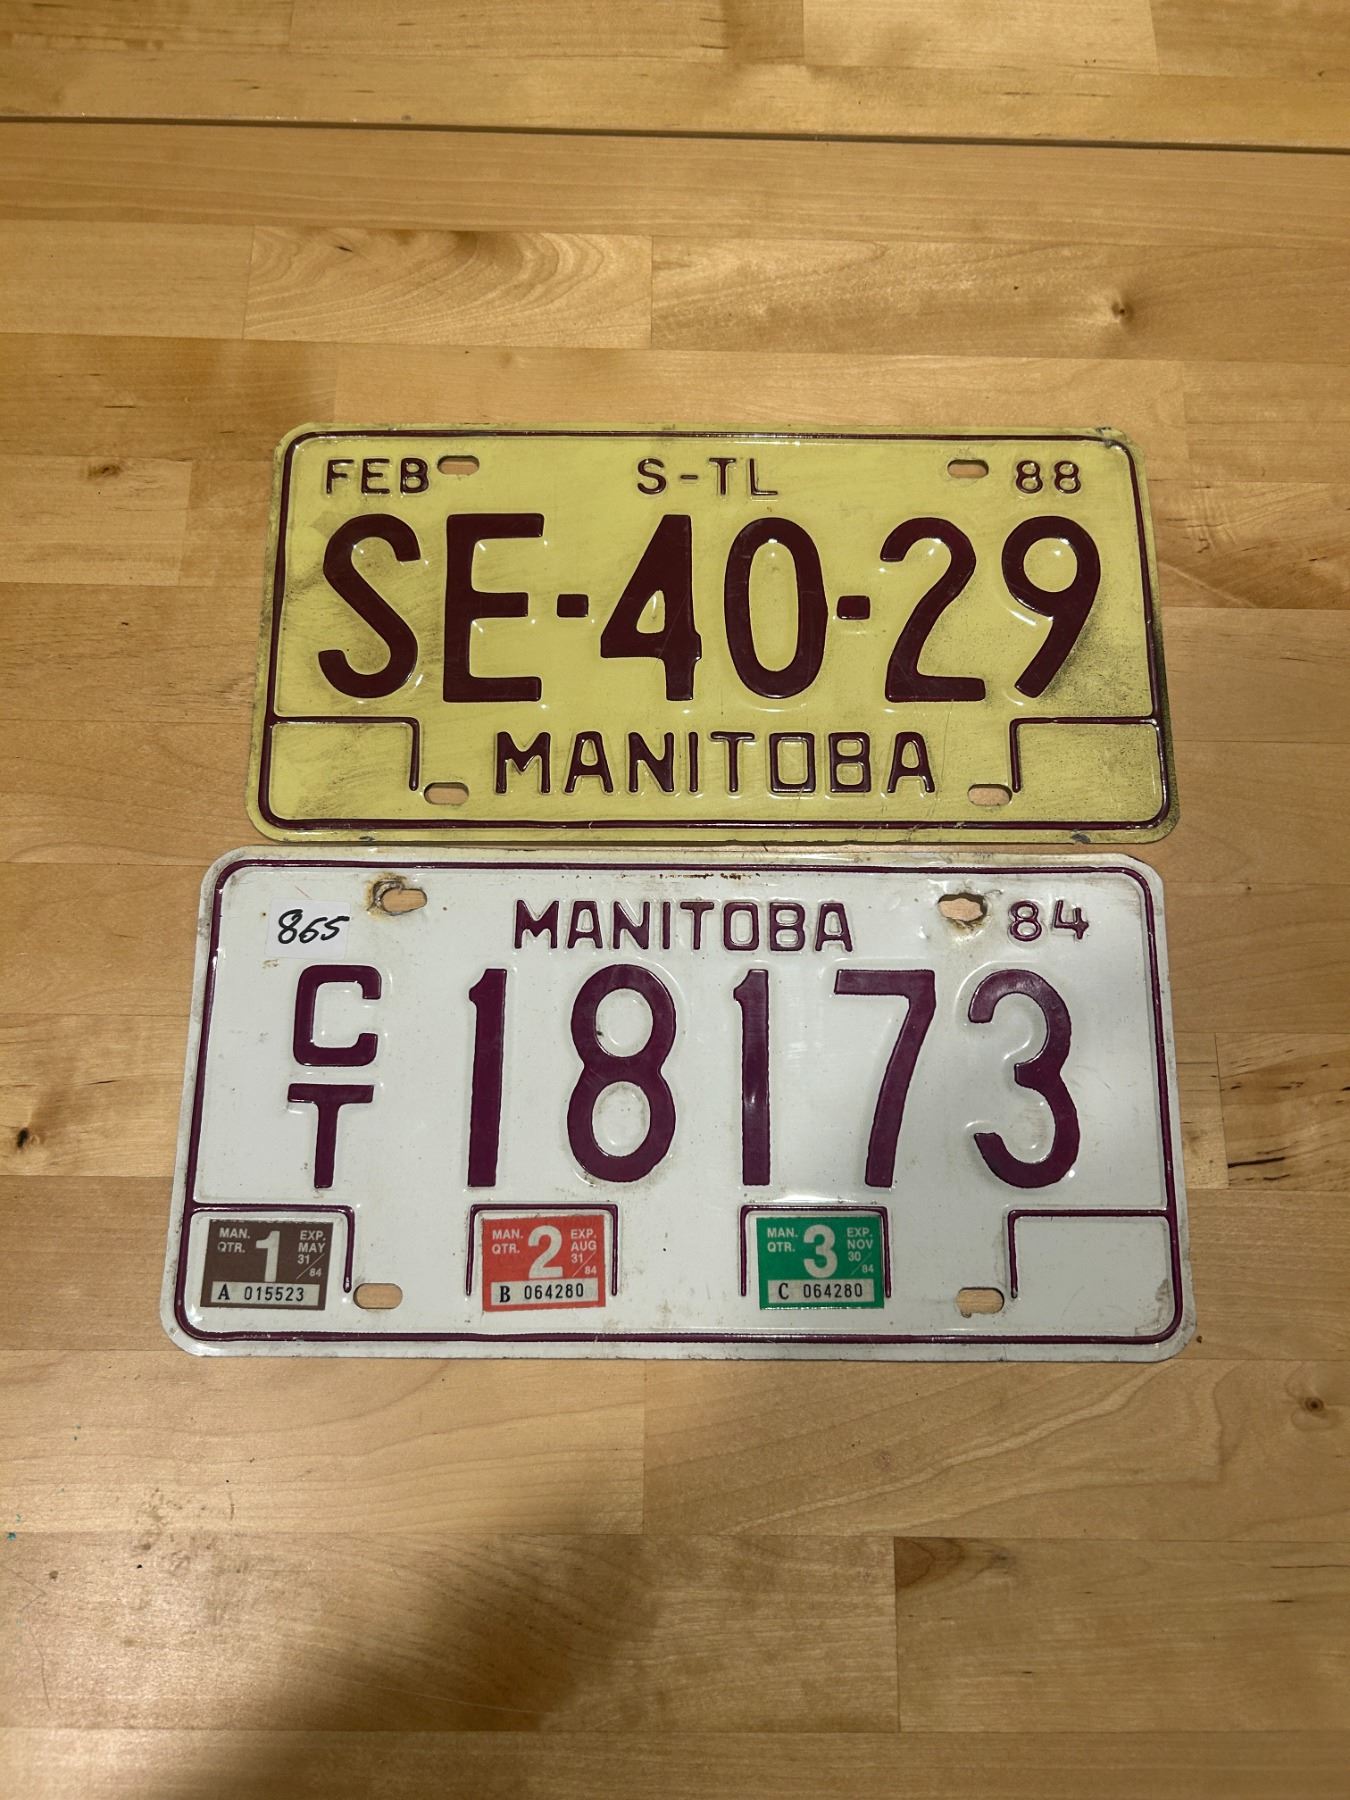 FEB S-TL 88
SE-40-29
MANITOBA
865 MANITOBA 84
CT 18173
MAN. QTR. 1 EXP. MAY 31/84
A 015523
MAN. QTR. 2 EXP. AUG 31/84
B 064280
MAN. QTR. 3 EXP. NOV 30/84
C 064280